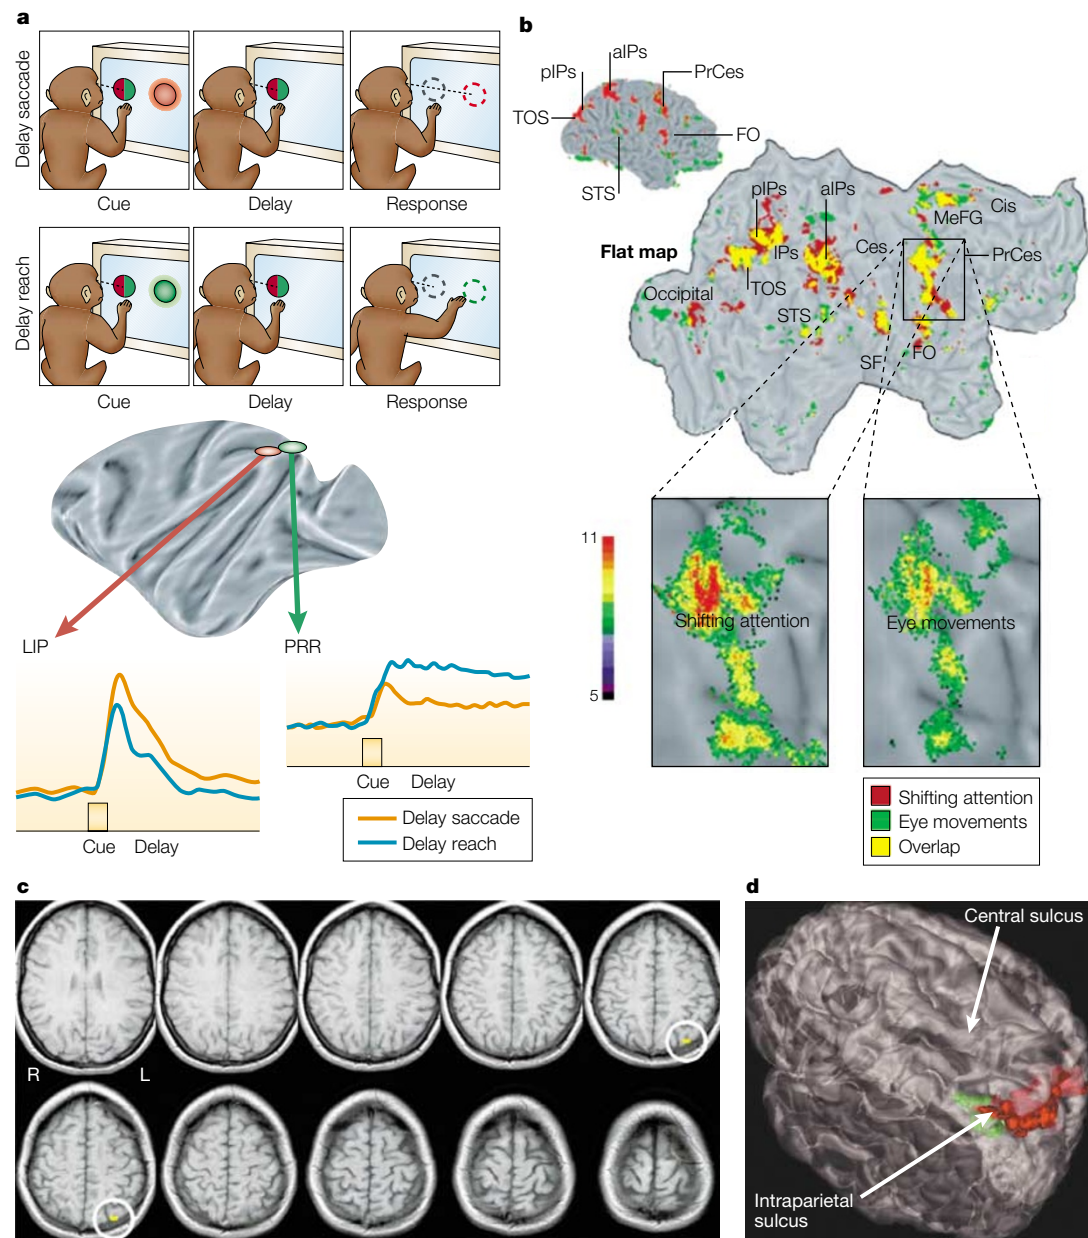 a
Delay saccade
Cue
Delay
Response
Delay reach
Cue
Delay
Response
LIP
PRR
Cue
Delay
Cue
Delay
Delay saccade
Delay reach
b
aIPs
pIPs
PrCes
TOS
FO
STS
Flat map
pIPs
aIPs
Cis
MeFG
IPs
Ces
PrCes
TOS
Occipital
STS
SF
FO
11
5
Shifting attention
Eye movements
Shifting attention
Eye movements
Overlap
c
R
L
d
Central sulcus
Intraparietal
sulcus